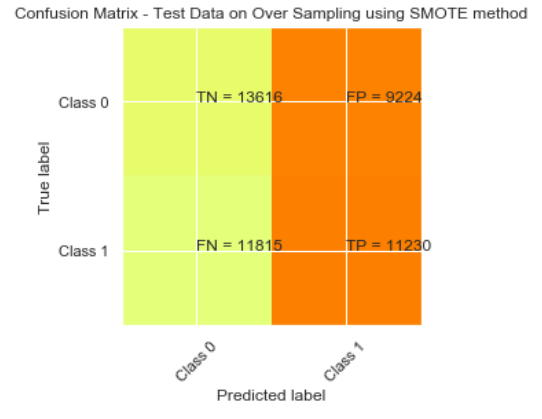 Confusion Matrix - Test Data on Over Sampling using SMOTE method
True label
Class 0
TN = 13616
FP = 9224
Class 1
FN = 11815
TP = 11230
Class 0
Class 1
Predicted label